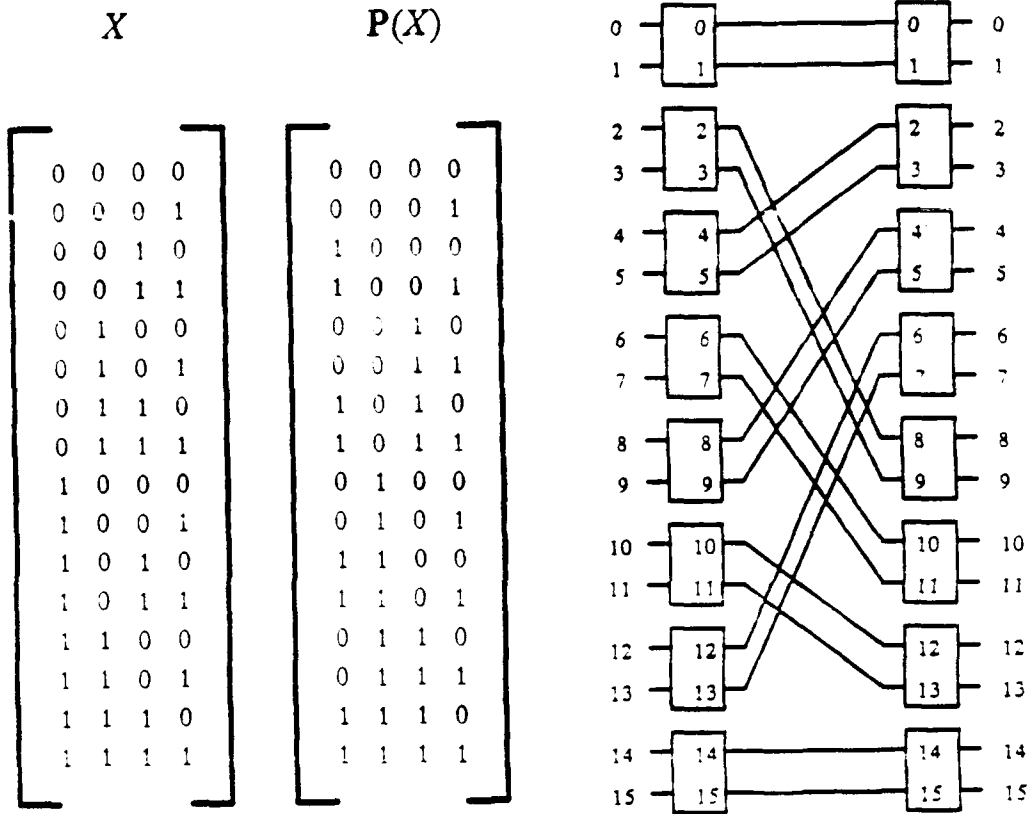 X P(X)
0 0 0 0
0 0 0 1
0 0 1 0
0 0 1 1
0 1 0 0
0 1 0 1
0 1 1 0
0 1 1 1
1 0 0 0
1 0 0 1
1 0 1 0
1 0 1 1
1 1 0 0
1 1 0 1
1 1 1 0
1 1 1 1
0 0 0 0
0 0 0 1
1 0 0 0
1 0 0 1
0 0 1 0
0 0 1 1
1 0 1 0
1 0 1 1
0 1 0 0
0 1 0 1
1 1 0 0
1 1 0 1
0 1 1 0
0 1 1 1
1 1 1 0
1 1 1 1
0 0 0 0
1 1 1 1
2 2 2 2
3 3 3 3
4 4 4 4
5 5 5 5
6 6 6 6
7 7 7 7
8 8 8 8
9 9 9 9
10 10 10 10
11 11 11 11
12 12 12 12
13 13 13 13
14 14 14 14
15 15 15 15